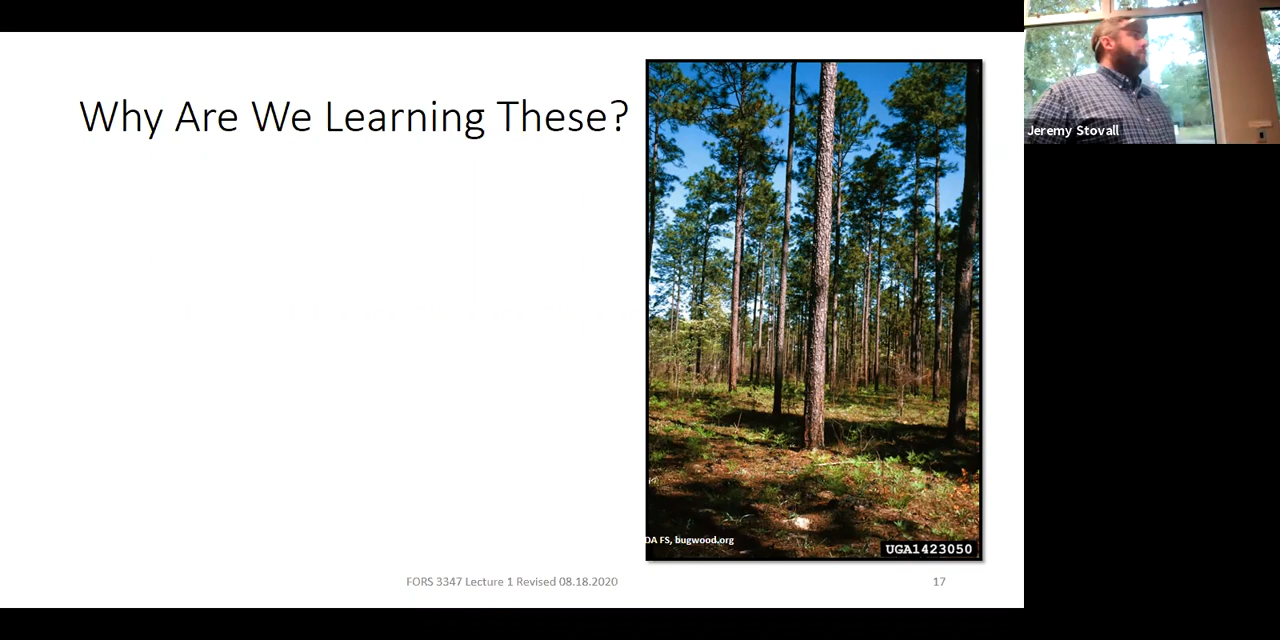 Why Are We Learning These?
Jeremy Stovall
DA FS, bugwood.org
UGA1423050
FORS 3347 Lecture 1 Revised 08.18.2020
17